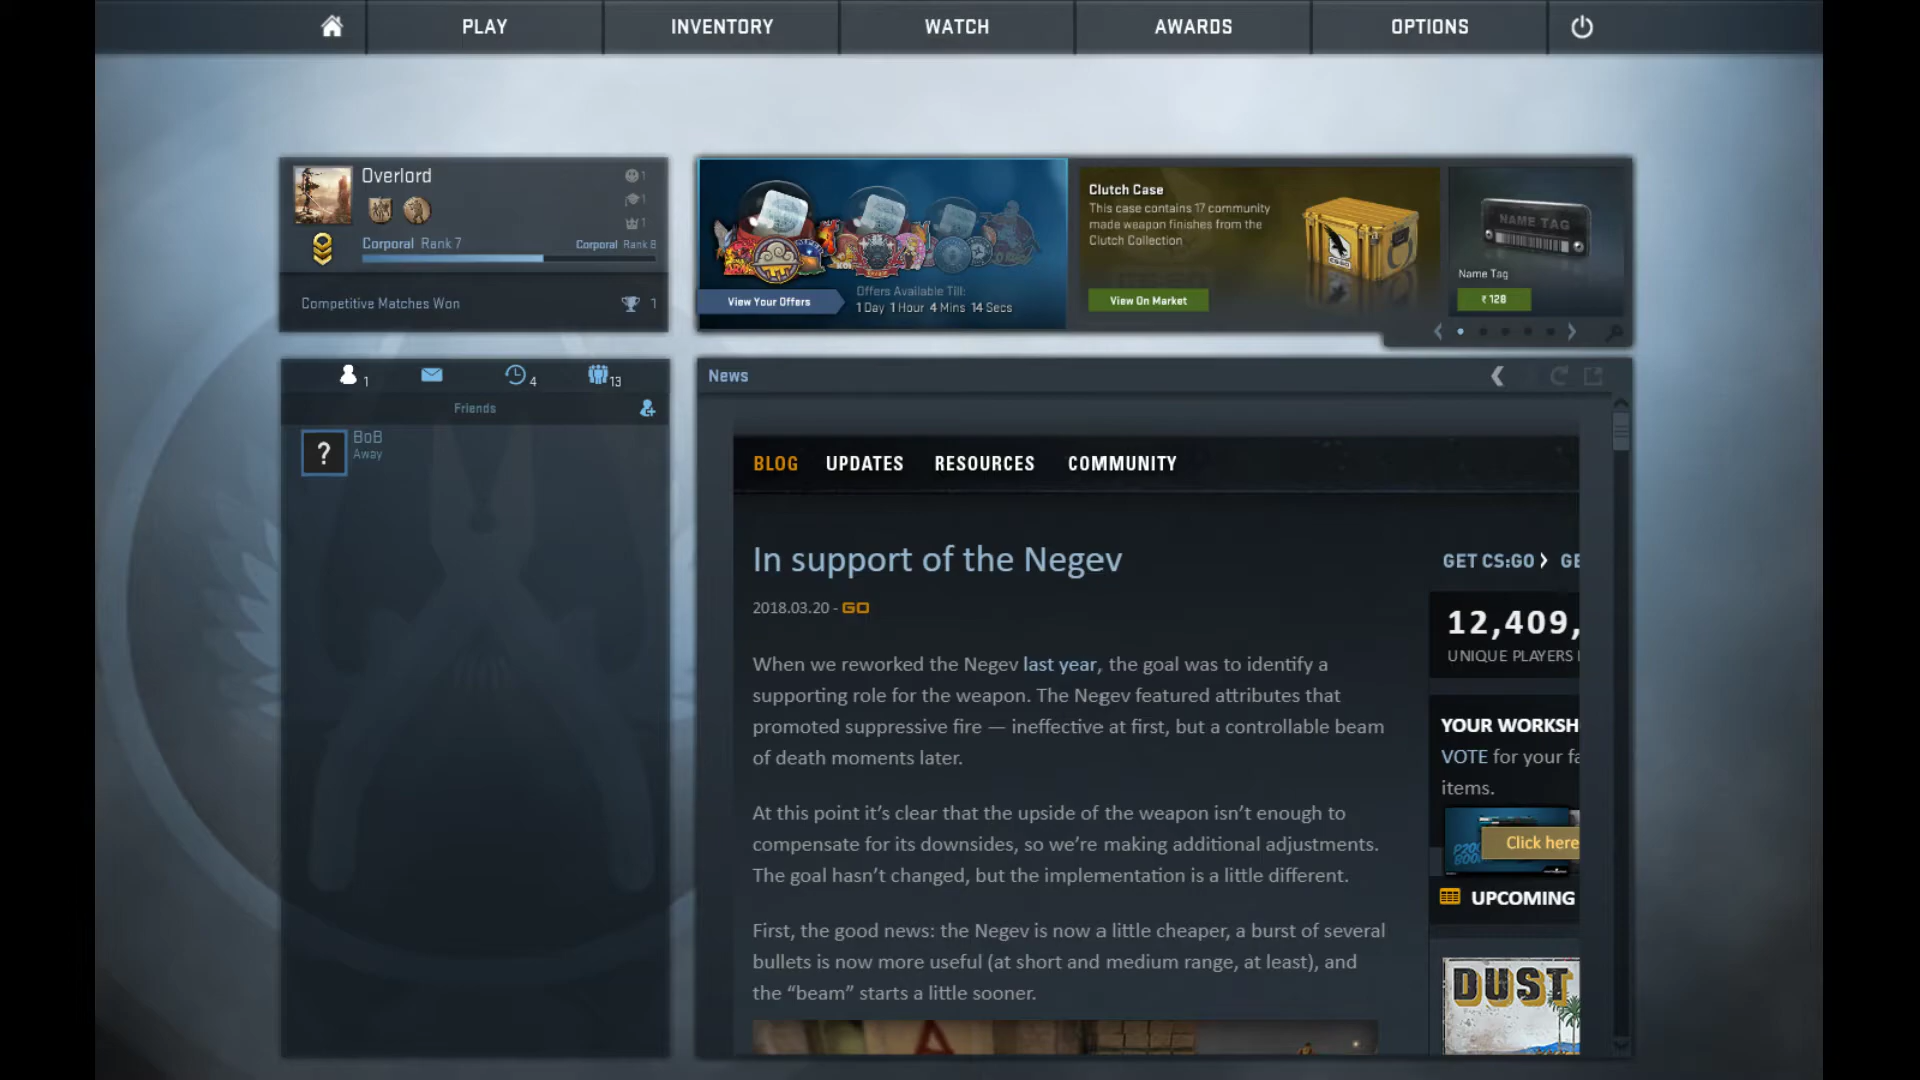 PLAY
INVENTORY
WATCH
AWARDS
OPTIONS
Overlord
1
1
1
Corporal Rank 7
Corporal Rank 8
Competitive Matches Won
1
View Your Offers
Offers Available Till:
1 Day 1 Hour 4 Mins 14 Secs
Clutch Case
This case contains 17 community
made weapon finishes from the
Clutch Collection
View On Market
NAME TAG
Name Tag
₹ 128
1
4
13
Friends
?
BoB
Away
News
BLOG
UPDATES
RESOURCES
COMMUNITY
In support of the Negev
2018.03.20 - GO
When we reworked the Negev last year, the goal was to identify a
supporting role for the weapon. The Negev featured attributes that
promoted suppressive fire — ineffective at first, but a controllable beam
of death moments later.
At this point it’s clear that the upside of the weapon isn’t enough to
compensate for its downsides, so we’re making additional adjustments.
The goal hasn’t changed, but the implementation is a little different.
First, the good news: the Negev is now a little cheaper, a burst of several
bullets is now more useful (at short and medium range, at least), and
the “beam” starts a little sooner.
GET CS:GO
GE
12,409,
UNIQUE PLAYERS
YOUR WORKSH
VOTE for your fa
items.
Click here
UPCOMING
DUST